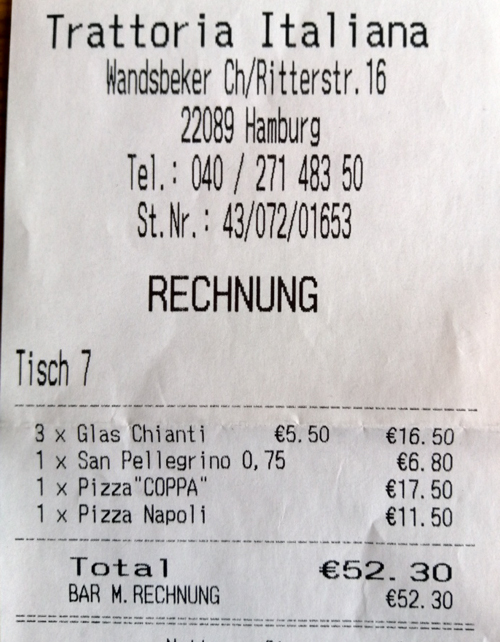 Trattoria Italiana
Wandsbeker Ch/Ritterstr.16
22089 Hamburg
Tel.: 040 / 271 483 50
St.Nr.: 43/072/01653
RECHNUNG
Tisch 7
3 x Glas Chianti €5.50 €16.50
1 x San Pellegrino 0,75 €6.80
1 x Pizza"COPPA" €17.50
1 x Pizza Napoli €11.50
Total €52.30
BAR M.RECHNUNG €52.30